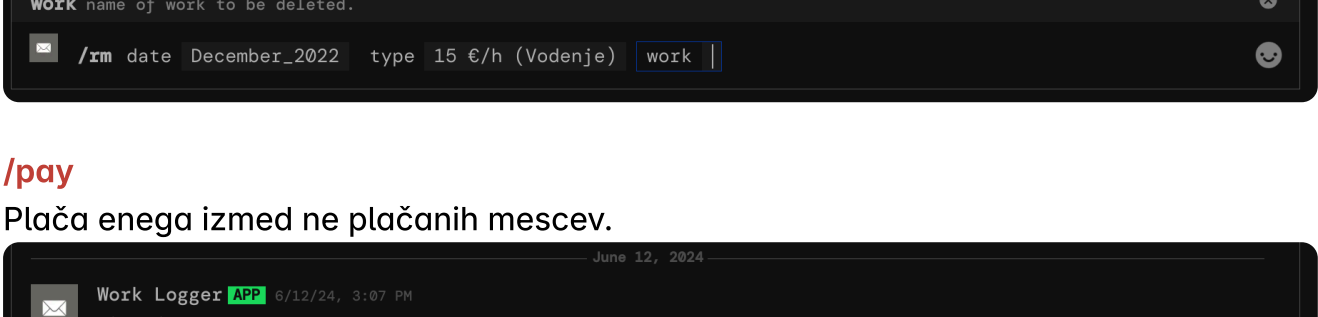 work name of work to be deleted.
/rm date December_2022 type 15 €/h (Vodenje) work
/pay
Plača enega izmed ne plačanih mescev.
June 12, 2024
Work Logger APP 6/12/24, 3:07 PM